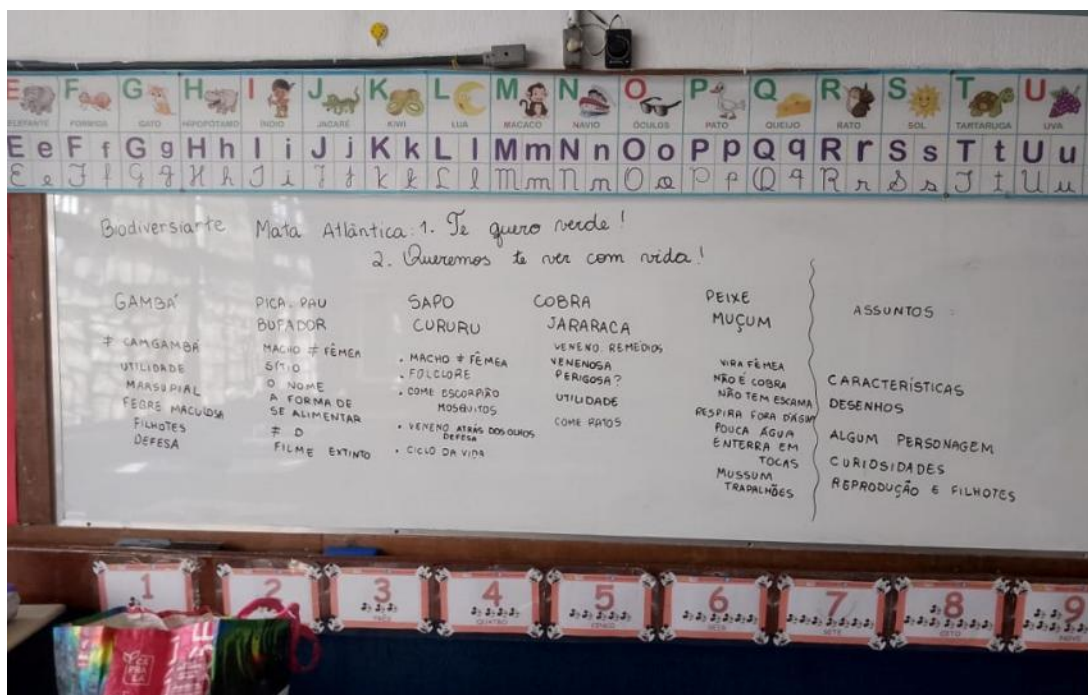 E F G H I J K L M N O P Q R S T U
ELEFANTE FORMIGA GATO HIPOPÓTAMO ÍNDIO JACARÉ KIWI LUA MACACO NAVIO ÓCULOS PATO QUEIJO RATO SOL TARTARUGA UVA
E e F f G g H h I i J j K k L l M m N n O o P p Q q R r S s T t U u
E e F f G g H h I i J j K k L l M m N n O o P p Q q R r S s T t U u
Biodiversiarte Mata Atlântica: 1. Te quero verde!
2. Queremos te ver com vida!
GAMBÁ
≠ CAMGAMBÁ
UTILIDADE
MARSUPIAL
FEBRE MACULOSA
FILHOTES
DEFESA
PICA-PAU
BUFADOR
MACHO ≠ FÊMEA
SÍTIO
O NOME
A FORMA DE
SE ALIMENTAR
≠ D
FILME EXTINTO
SAPO
CURURU
. MACHO ≠ FÊMEA
. FOLCLORE
. COME ESCORPIÃO
MOSQUITOS
. VENENO ATRÁS DOS OLHOS
DEFESA
. CICLO DA VIDA
COBRA
JARARACA
VENENO REMÉDIOS
VENENOSA
PERIGOSA?
UTILIDADE
COME RATOS
PEIXE
MUÇUM
VIRA FÊMEA
NÃO É COBRA
NÃO TEM ESCAMA
RESPIRA FORA D'ÁGUA
POUCA ÁGUA
ENTERRA EM
TOCAS
MUSSUM
TRAPALHÕES
ASSUNTOS:
CARACTERÍSTICAS
DESENHOS
ALGUM PERSONAGEM
CURIOSIDADES
REPRODUÇÃO E FILHOTES
1 2 3 4 5 6 7 8 9
TRÊS QUATRO CINCO SEIS SETE OITO NOVE